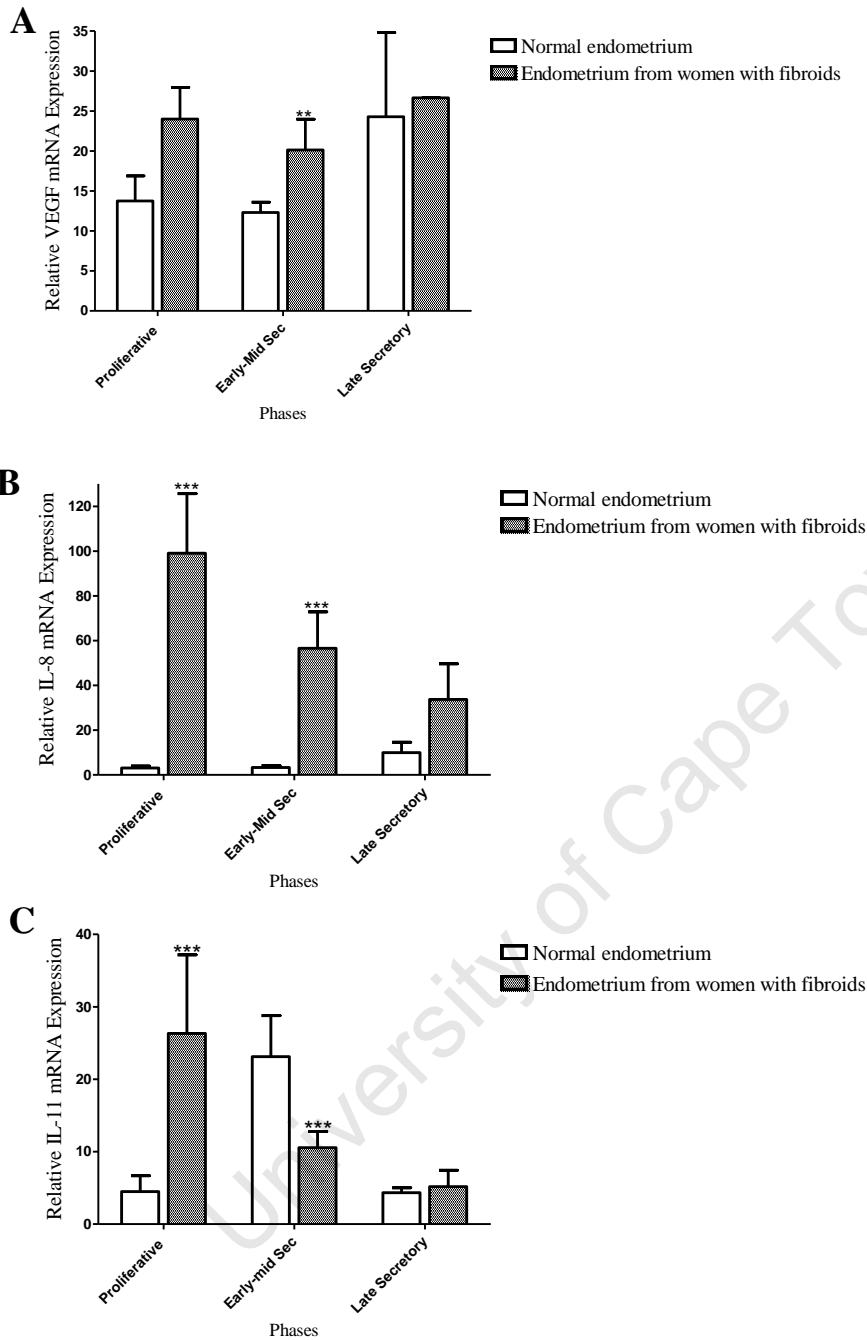 A
Relative VEGF mRNA Expression
35
30
25
20
15
10
5
0
**
Proliferative
Early-Mid Sec
Late Secretory
Phases
Normal endometrium
Endometrium from women with fibroids
B
Relative IL-8 mRNA Expression
120
100
80
60
40
20
0
***
***
Proliferative
Early-Mid Sec
Late Secretory
Phases
Normal endometrium
Endometrium from women with fibroids
C
Relative IL-11 mRNA Expression
40
30
20
10
0
***
***
Proliferative
Early-mid Sec
Late Secretory
Phases
Normal endometrium
Endometrium from women with fibroids
University of Cape To